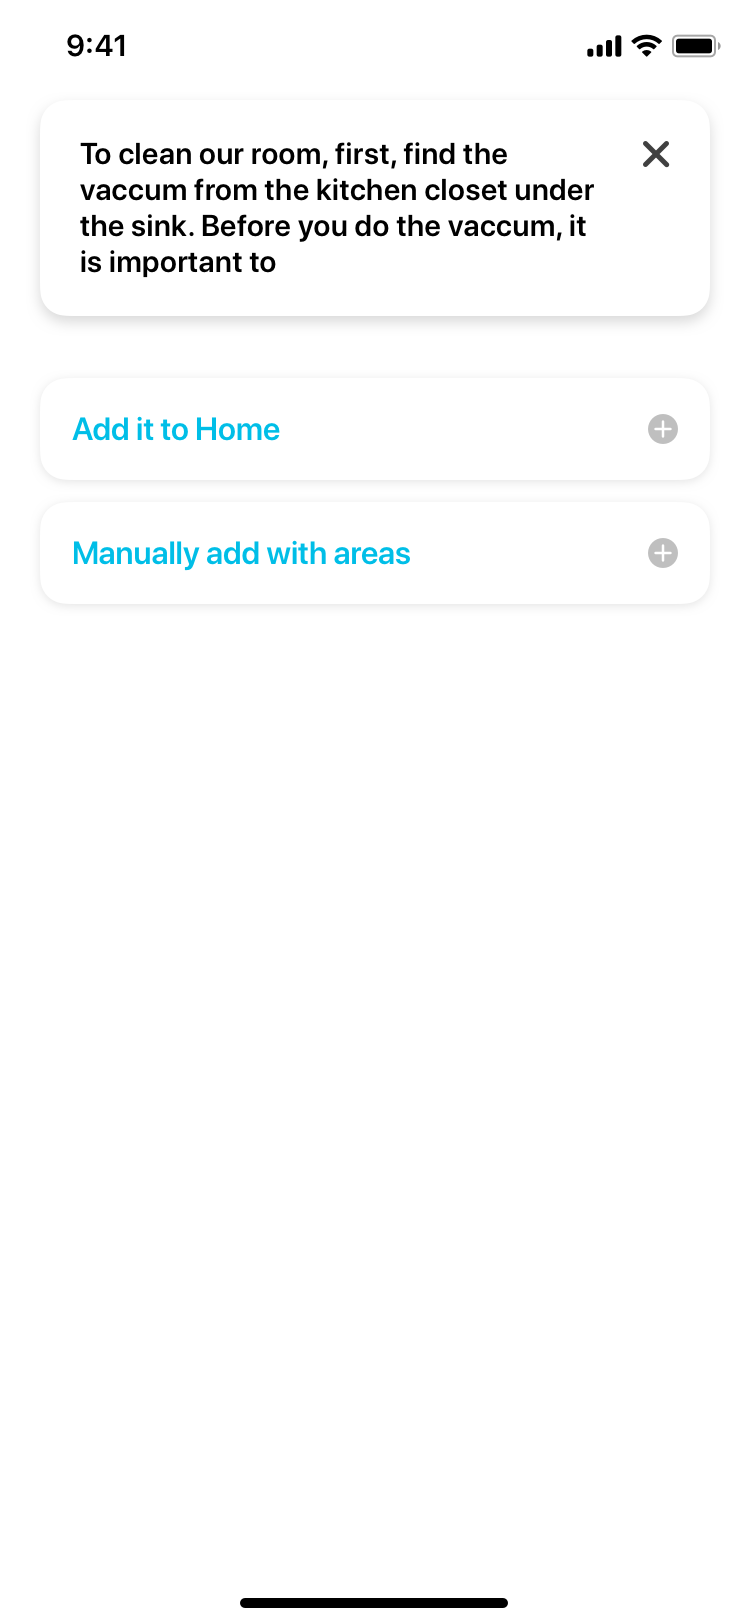 9:41
To clean our room, first, find the
vaccum from the kitchen closet under
the sink. Before you do the vaccum, it
is important to
Add it to Home
Manually add with areas